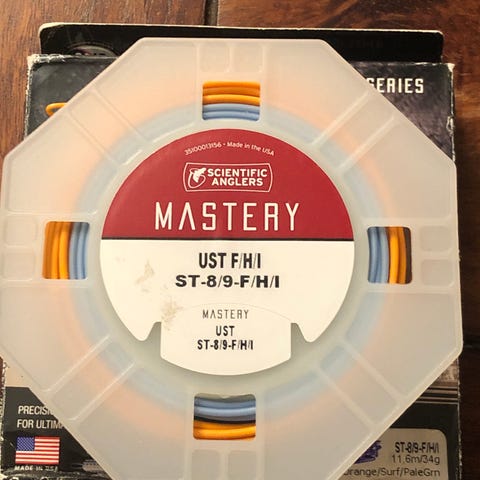 SERIES
35100013156 - Made in the USA
SCIENTIFIC
ANGLERS
MASTERY
UST F/H/I
ST-8/9-F/H/I
MASTERY
UST
ST-8/9-F/H/I
FOR ULTIM
MADE IN USA
ST-8/9-F/H/I
11.6m/34g
Orange/Surf/PaleGrn